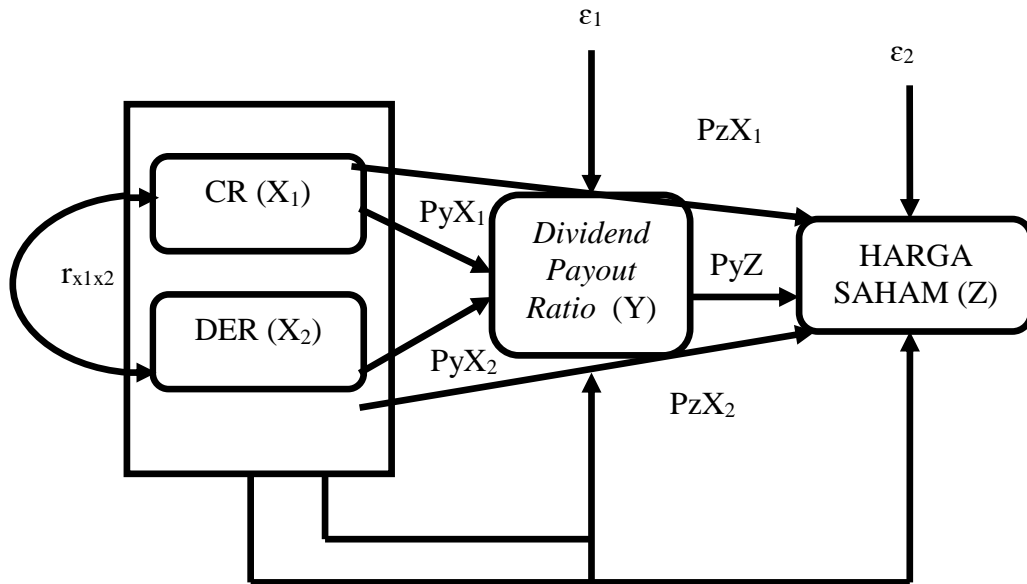 ε₁
ε₂
PzX₁
CR (X₁)
PyX₁
Dividend
Payout
Ratio (Y)
PyZ
HARGA
SAHAM (Z)
rₓ₁ₓ₂
DER (X₂)
PyX₂
PzX₂